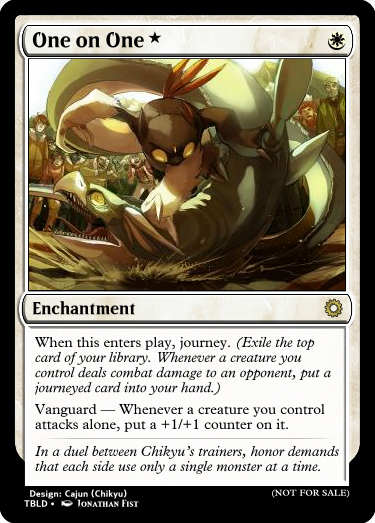 One on One ★
Enchantment
When this enters play, journey. (Exile the top
card of your library. Whenever a creature you
control deals combat damage to an opponent, put a
journeyed card into your hand.)
Vanguard — Whenever a creature you control
attacks alone, put a +1/+1 counter on it.
In a duel between Chikyu's trainers, honor demands
that each side use only a single monster at a time.
Design: Cajun (Chikyu)
(NOT FOR SALE)
TBLD • Jonathan Fist